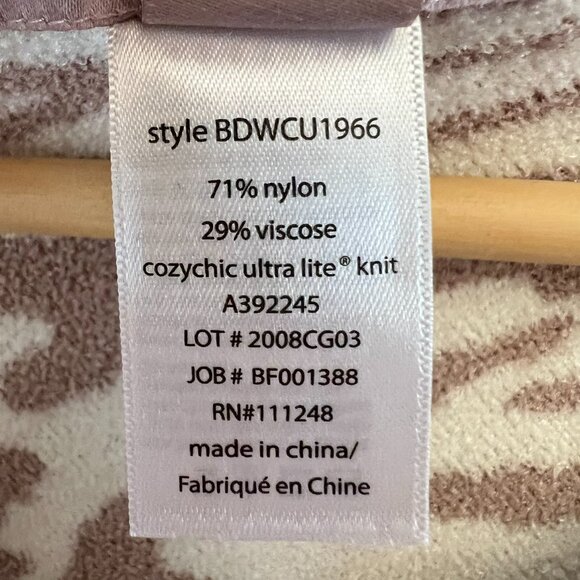 style BDWCU1966
71% nylon
29% viscose
cozychic ultra lite® knit
A392245
LOT # 2008CG03
JOB # BF001388
RN#111248
made in china/
Fabriqué en Chine